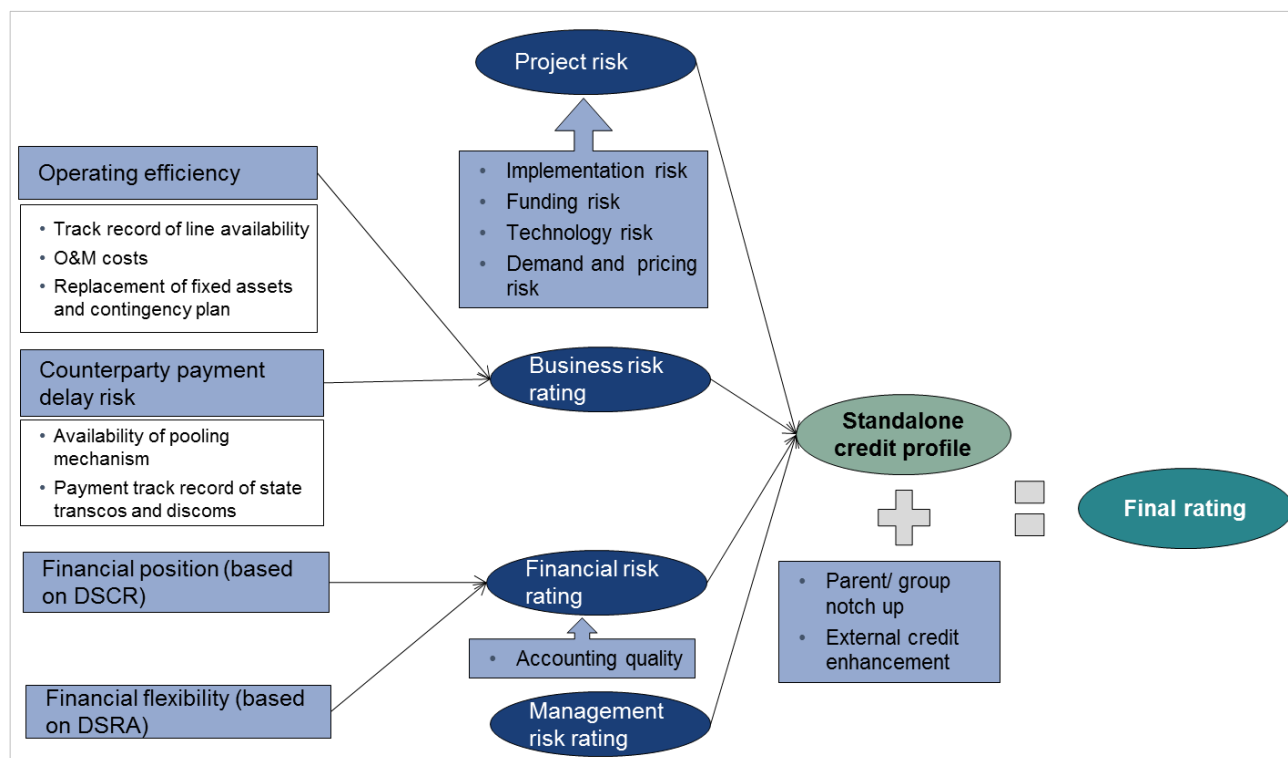 Project risk
• Implementation risk
• Funding risk
• Technology risk
• Demand and pricing
risk
Operating efficiency
• Track record of line availability
• O&M costs
• Replacement of fixed assets
and contingency plan
Counterparty payment
delay risk
• Availability of pooling
mechanism
• Payment track record of state
transcos and discoms
Business risk
rating
Financial position (based
on DSCR)
Financial flexibility (based
on DSRA)
Financial risk
rating
• Accounting quality
Management
risk rating
Standalone
credit profile
• Parent/ group
notch up
• External credit
enhancement
Final rating